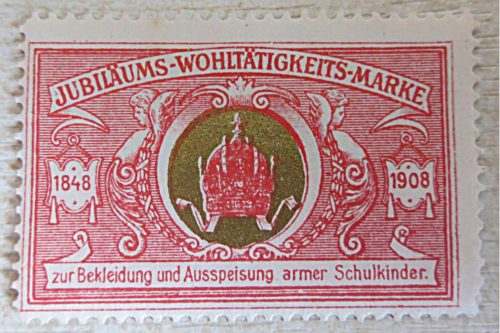 JUBILÄUMS-WOHLTÄTIGKEITS-MARKE
1848 1908
zur Bekleidung und Ausspeisung armer Schulkinder.